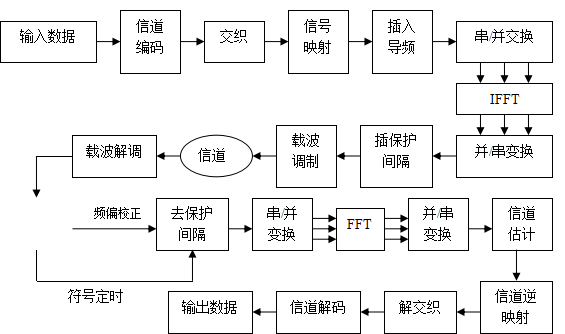 输入数据
信道
编码
交织
信号
映射
插入
导频
串/并交换
IFFT
并/串变换
插保护
间隔
载波
调制
信道
载波解调
频偏校正
去保护
间隔
串/并
变换
FFT
并/串
变换
信道
估计
符号定时
信道逆
映射
解交织
信道解码
输出数据